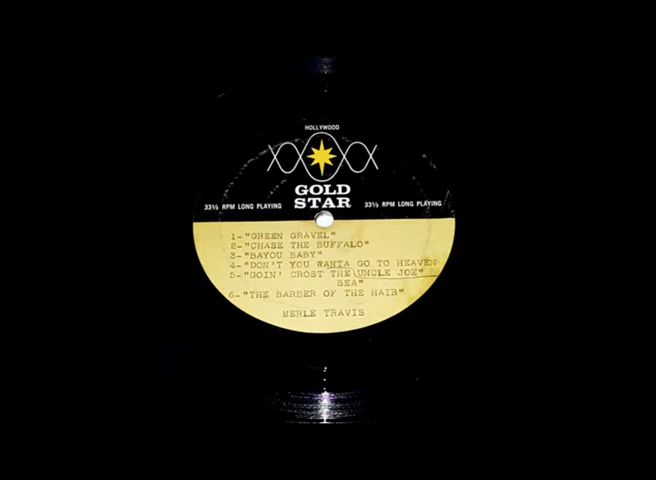 HOLLYWOOD
GOLD
STAR
33⅓ RPM LONG PLAYING 33⅓ RPM LONG PLAYING
1-"GREEN GRAVEL"
2-"CHASE THE BUFFALO"
3-"BAYOU BABY"
4-"DON'T YOU WANTA GO TO HEAVEN
UNCLE JOE"
5-"GOIN' CROST THE
SEA"
6-"THE BARBER OF THE HAIR"
MERLE TRAVIS